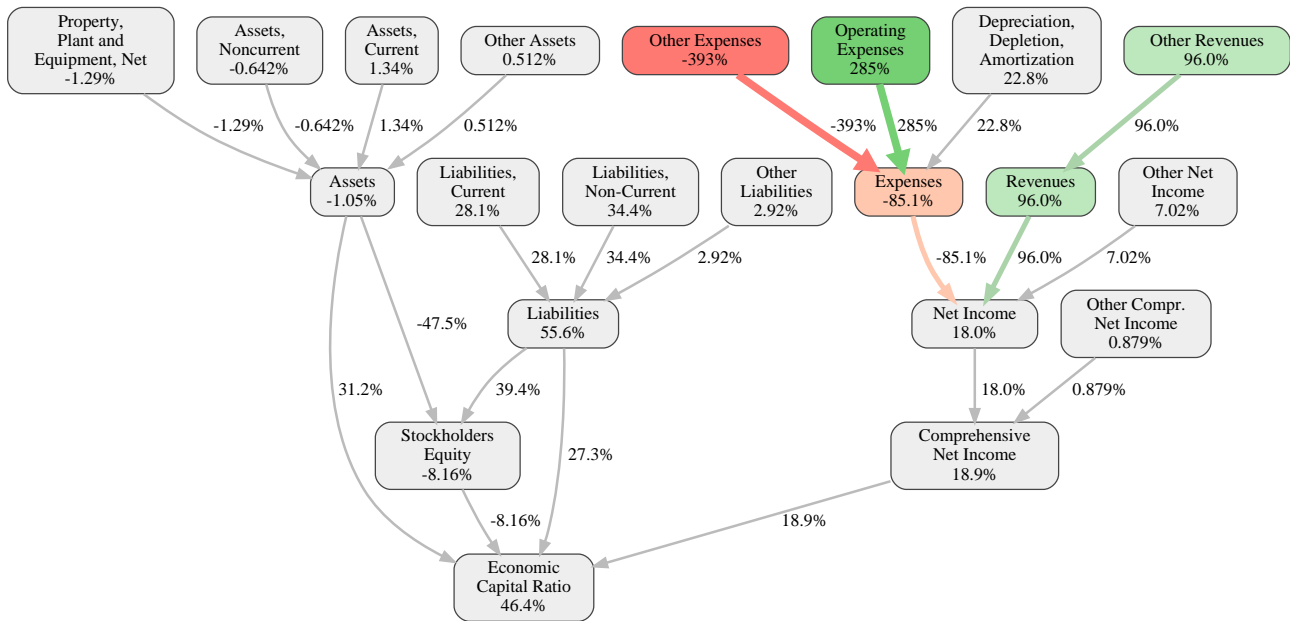 Property,
Plant and
Equipment, Net
-1.29%
Assets,
Noncurrent
-0.642%
Assets,
Current
1.34%
Other Assets
0.512%
Other Expenses
-393%
Operating
Expenses
285%
Depreciation,
Depletion,
Amortization
22.8%
Other Revenues
96.0%
-1.29%
-0.642%
1.34%
0.512%
-393%
285%
22.8%
96.0%
Assets
-1.05%
Liabilities,
Current
28.1%
Liabilities,
Non-Current
34.4%
Other
Liabilities
2.92%
Expenses
-85.1%
Revenues
96.0%
Other Net
Income
7.02%
28.1%
34.4%
2.92%
-85.1%
96.0%
7.02%
Liabilities
55.6%
Net Income
18.0%
Other Compr.
Net Income
0.879%
-47.5%
31.2%
39.4%
18.0%
0.879%
Stockholders
Equity
-8.16%
27.3%
Comprehensive
Net Income
18.9%
-8.16%
18.9%
Economic
Capital Ratio
46.4%